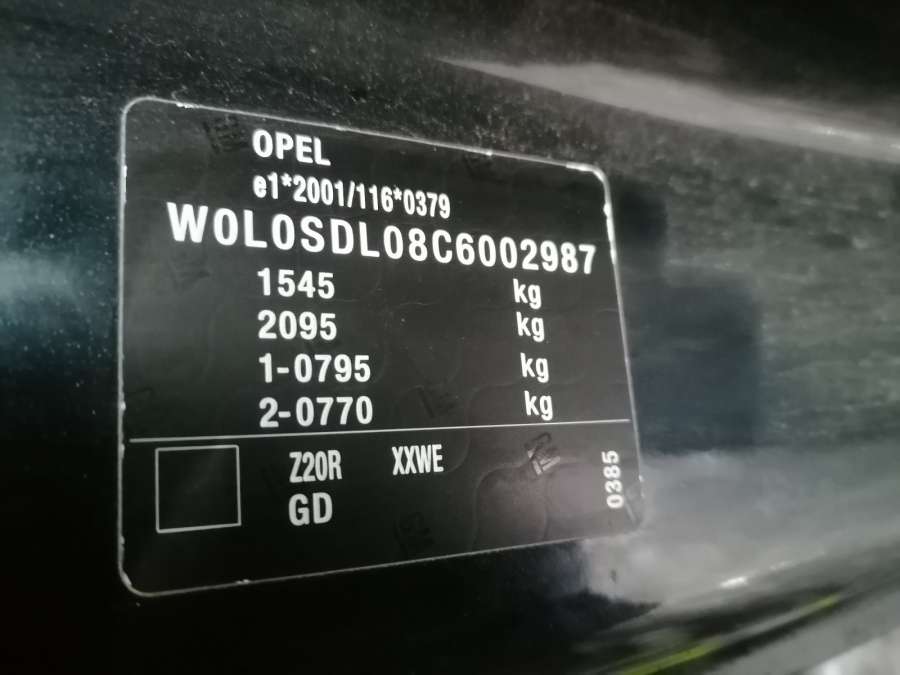 OPEL
e1*2001/116*0379
W0L0SDL08C6002987
1545 kg
2095 kg
1-0795 kg
2-0770 kg
Z20R XXWE
GD
0385